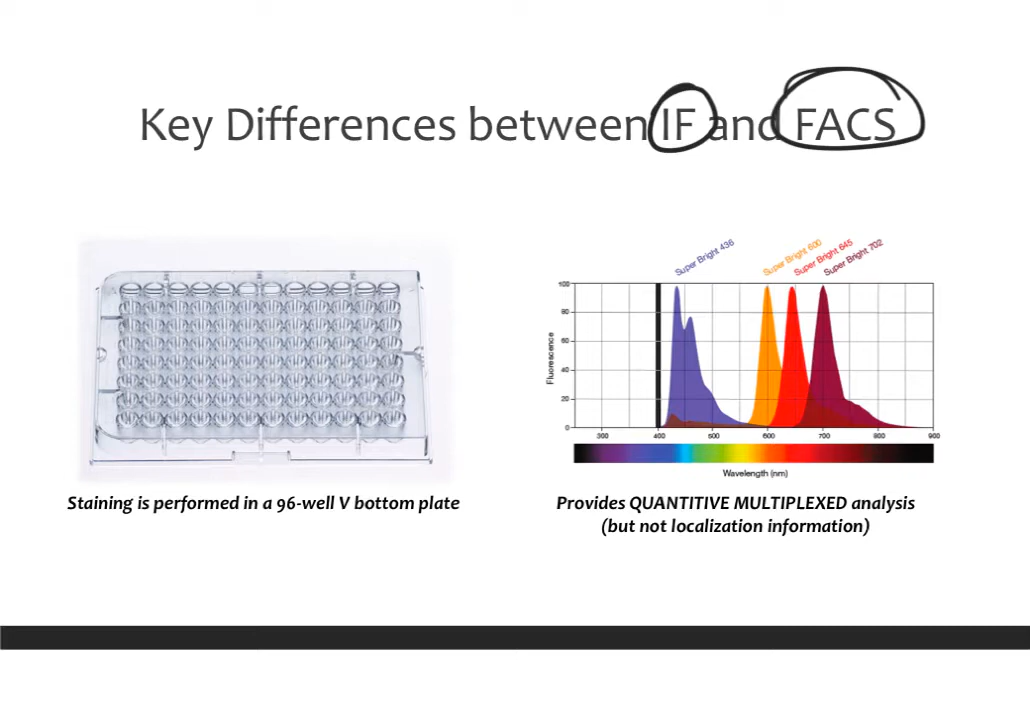 Key Differences between IF and FACS
Super Bright 436
Super Bright 600
Super Bright 645
Super Bright 702
100
80
60
40
20
0
Fluorescence
300 400 500 600 700 800 900
Wavelength (nm)
Staining is performed in a 96-well V bottom plate
Provides QUANTITIVE MULTIPLEXED analysis
(but not localization information)